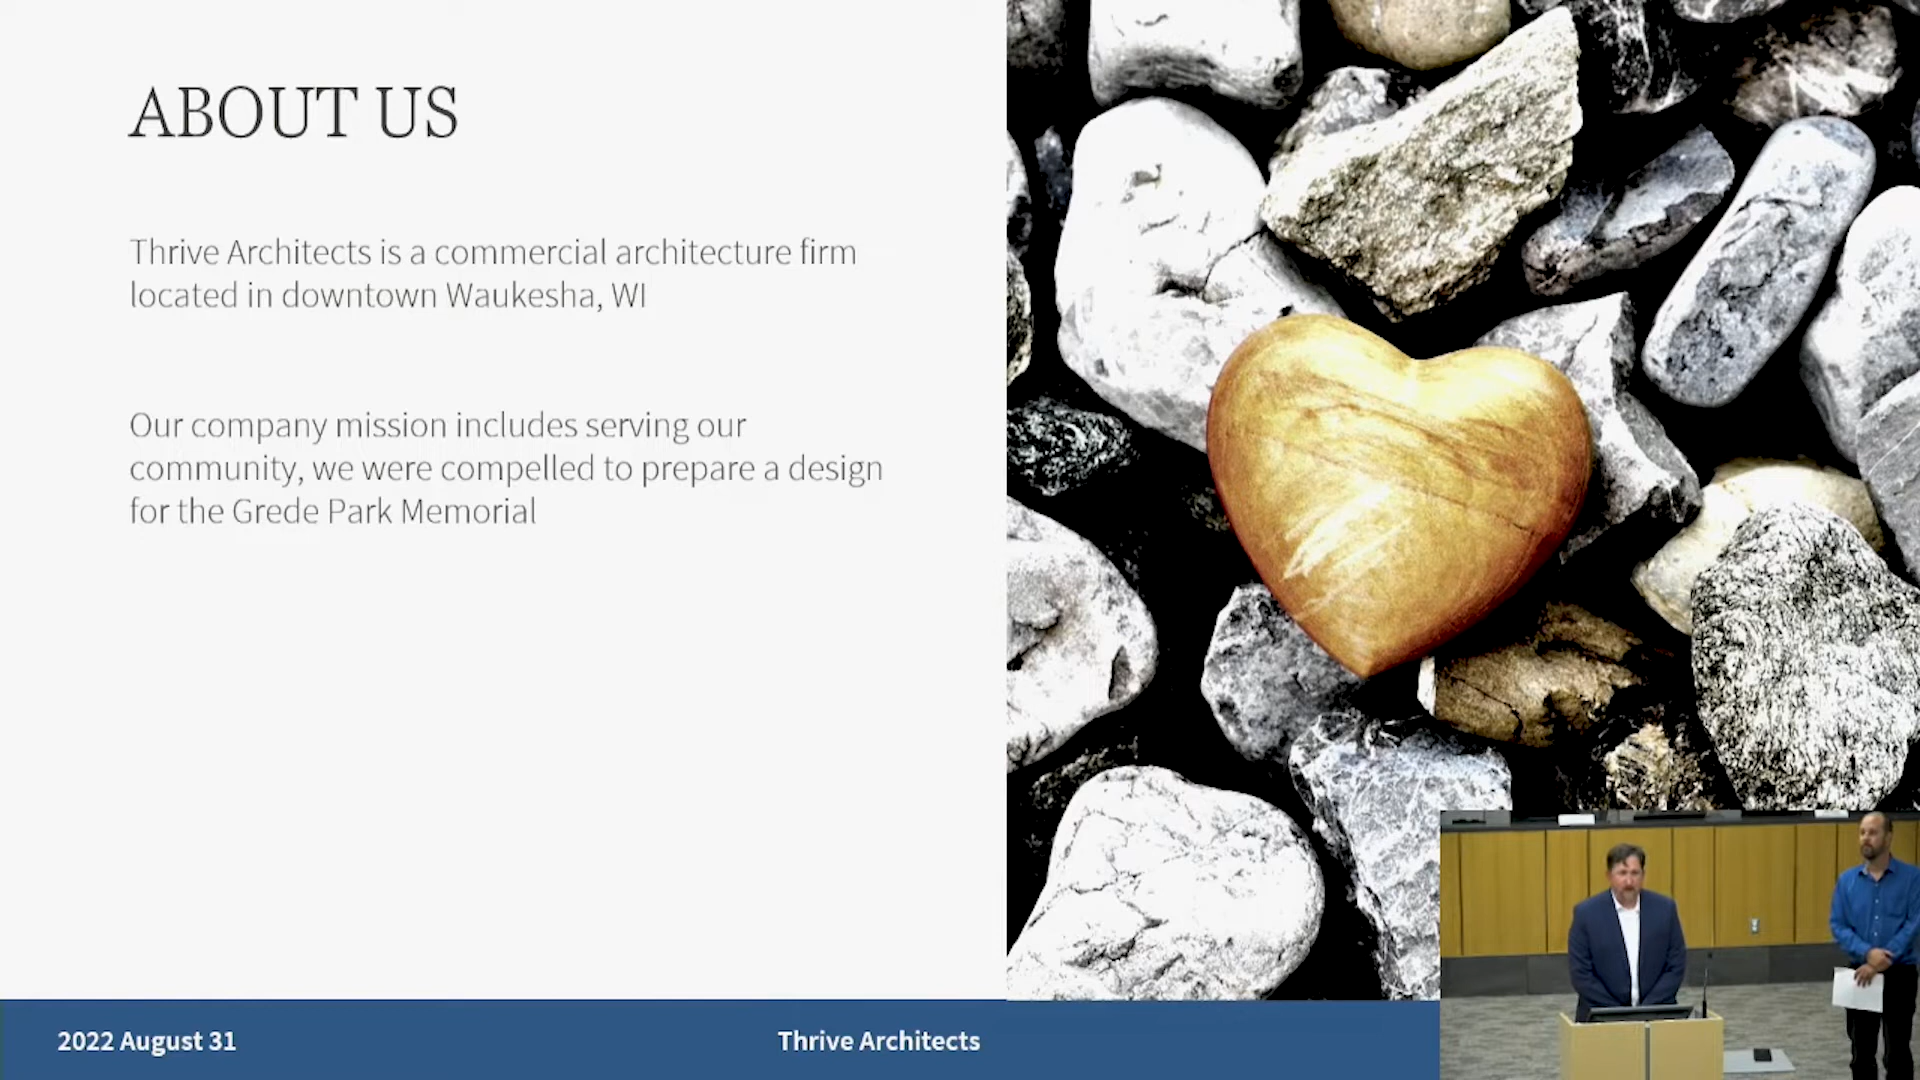 ABOUT US
Thrive Architects is a commercial architecture firm
located in downtown Waukesha, WI
Our company mission includes serving our
community, we were compelled to prepare a design
for the Grede Park Memorial
2022 August 31
Thrive Architects